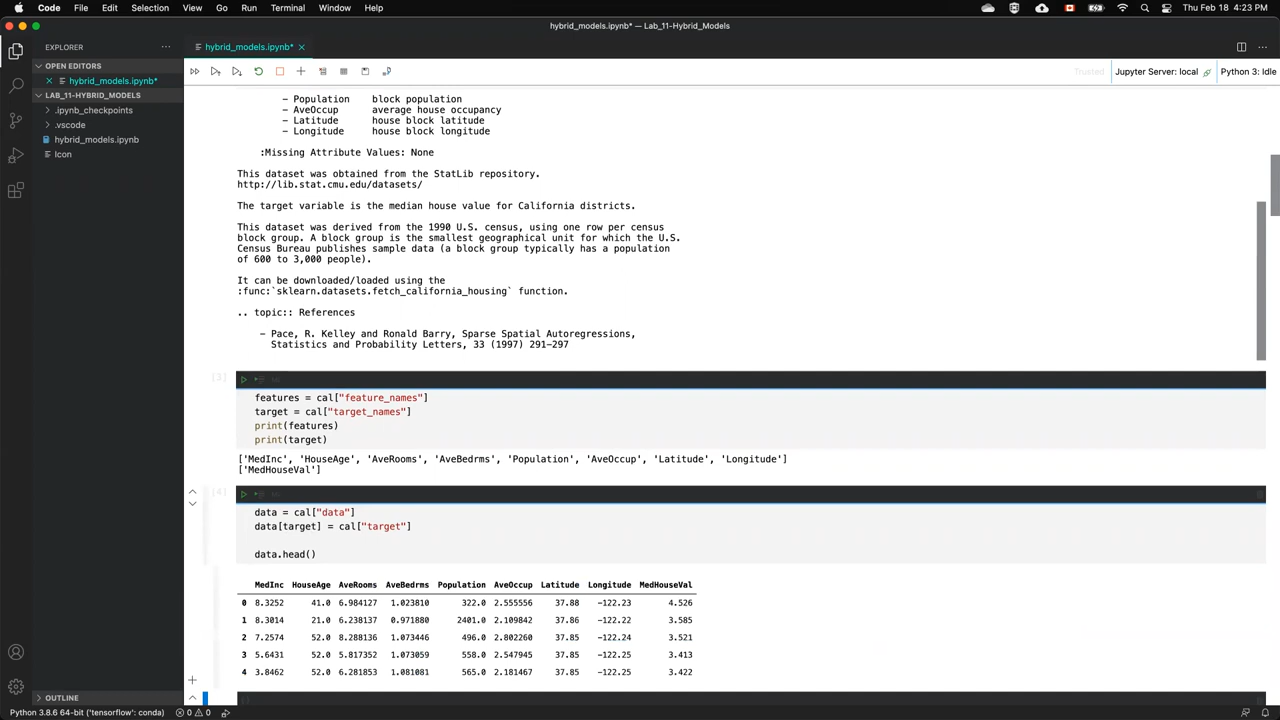 Code File Edit Selection View Go Run Terminal Window Help
Thu Feb 18 4:23 PM
hybrid_models.ipynb* — Lab_11-Hybrid_Models
EXPLORER
hybrid_models.ipynb*
OPEN EDITORS
hybrid_models.ipynb*
Trusted
Jupyter Server: local
Python 3: Idle
LAB_11-HYBRID_MODELS
.ipynb_checkpoints
.vscode
hybrid_models.ipynb
Icon
- Population block population
- AveOccup average house occupancy
- Latitude house block latitude
- Longitude house block longitude
:Missing Attribute Values: None
This dataset was obtained from the StatLib repository.
http://lib.stat.cmu.edu/datasets/
The target variable is the median house value for California districts.
This dataset was derived from the 1990 U.S. census, using one row per census
block group. A block group is the smallest geographical unit for which the U.S.
Census Bureau publishes sample data (a block group typically has a population
of 600 to 3,000 people).
It can be downloaded/loaded using the
:func:`sklearn.datasets.fetch_california_housing` function.
.. topic:: References
- Pace, R. Kelley and Ronald Barry, Sparse Spatial Autoregressions,
Statistics and Probability Letters, 33 (1997) 291-297
[3]
features = cal["feature_names"]
target = cal["target_names"]
print(features)
print(target)
['MedInc', 'HouseAge', 'AveRooms', 'AveBedrms', 'Population', 'AveOccup', 'Latitude', 'Longitude']
['MedHouseVal']
[4]
data = cal["data"]
data[target] = cal["target"]
data.head()
MedInc HouseAge AveRooms AveBedrms Population AveOccup Latitude Longitude MedHouseVal
0 8.3252 41.0 6.984127 1.023810 322.0 2.555556 37.88 -122.23 4.526
1 8.3014 21.0 6.238137 0.971880 2401.0 2.109842 37.86 -122.22 3.585
2 7.2574 52.0 8.288136 1.073446 496.0 2.802260 37.85 -122.24 3.521
3 5.6431 52.0 5.817352 1.073059 558.0 2.547945 37.85 -122.25 3.413
4 3.8462 52.0 6.281853 1.081081 565.0 2.181467 37.85 -122.25 3.422
OUTLINE
Python 3.8.6 64-bit ('tensorflow': conda) 0 0